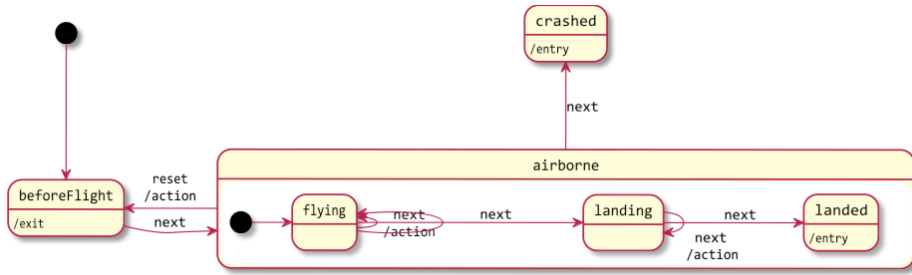 crashed
/entry
next
airborne
reset
/action
beforeFlight
/exit
next
flying
next
/action
next
landing
next
/action
next
landed
/entry